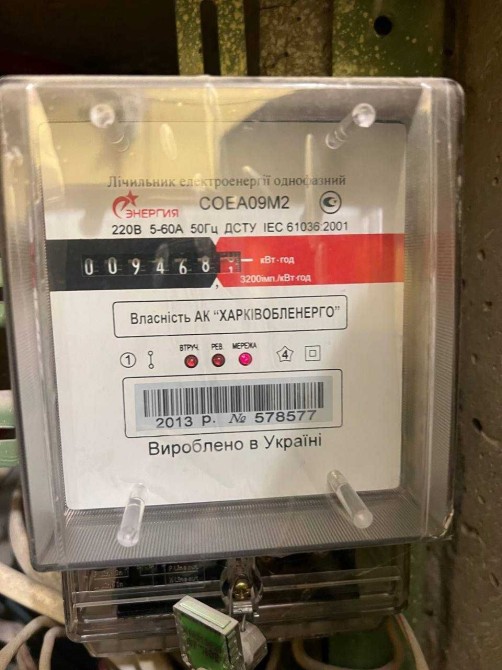 Лічильник електроенергії однофазний
ЭНЕРГИЯ СОЕА09М2
220В 5-60А 50Гц ДСТУ IEC 61036:2001
009468 кВт·год
3200імп./кВт·год
Власність АК "ХАРКІВОБЛЕНЕРГО"
1 ВТРУЧ. РЕВ. МЕРЕЖА 4
2013 р. № 578577
Вироблено в Україні